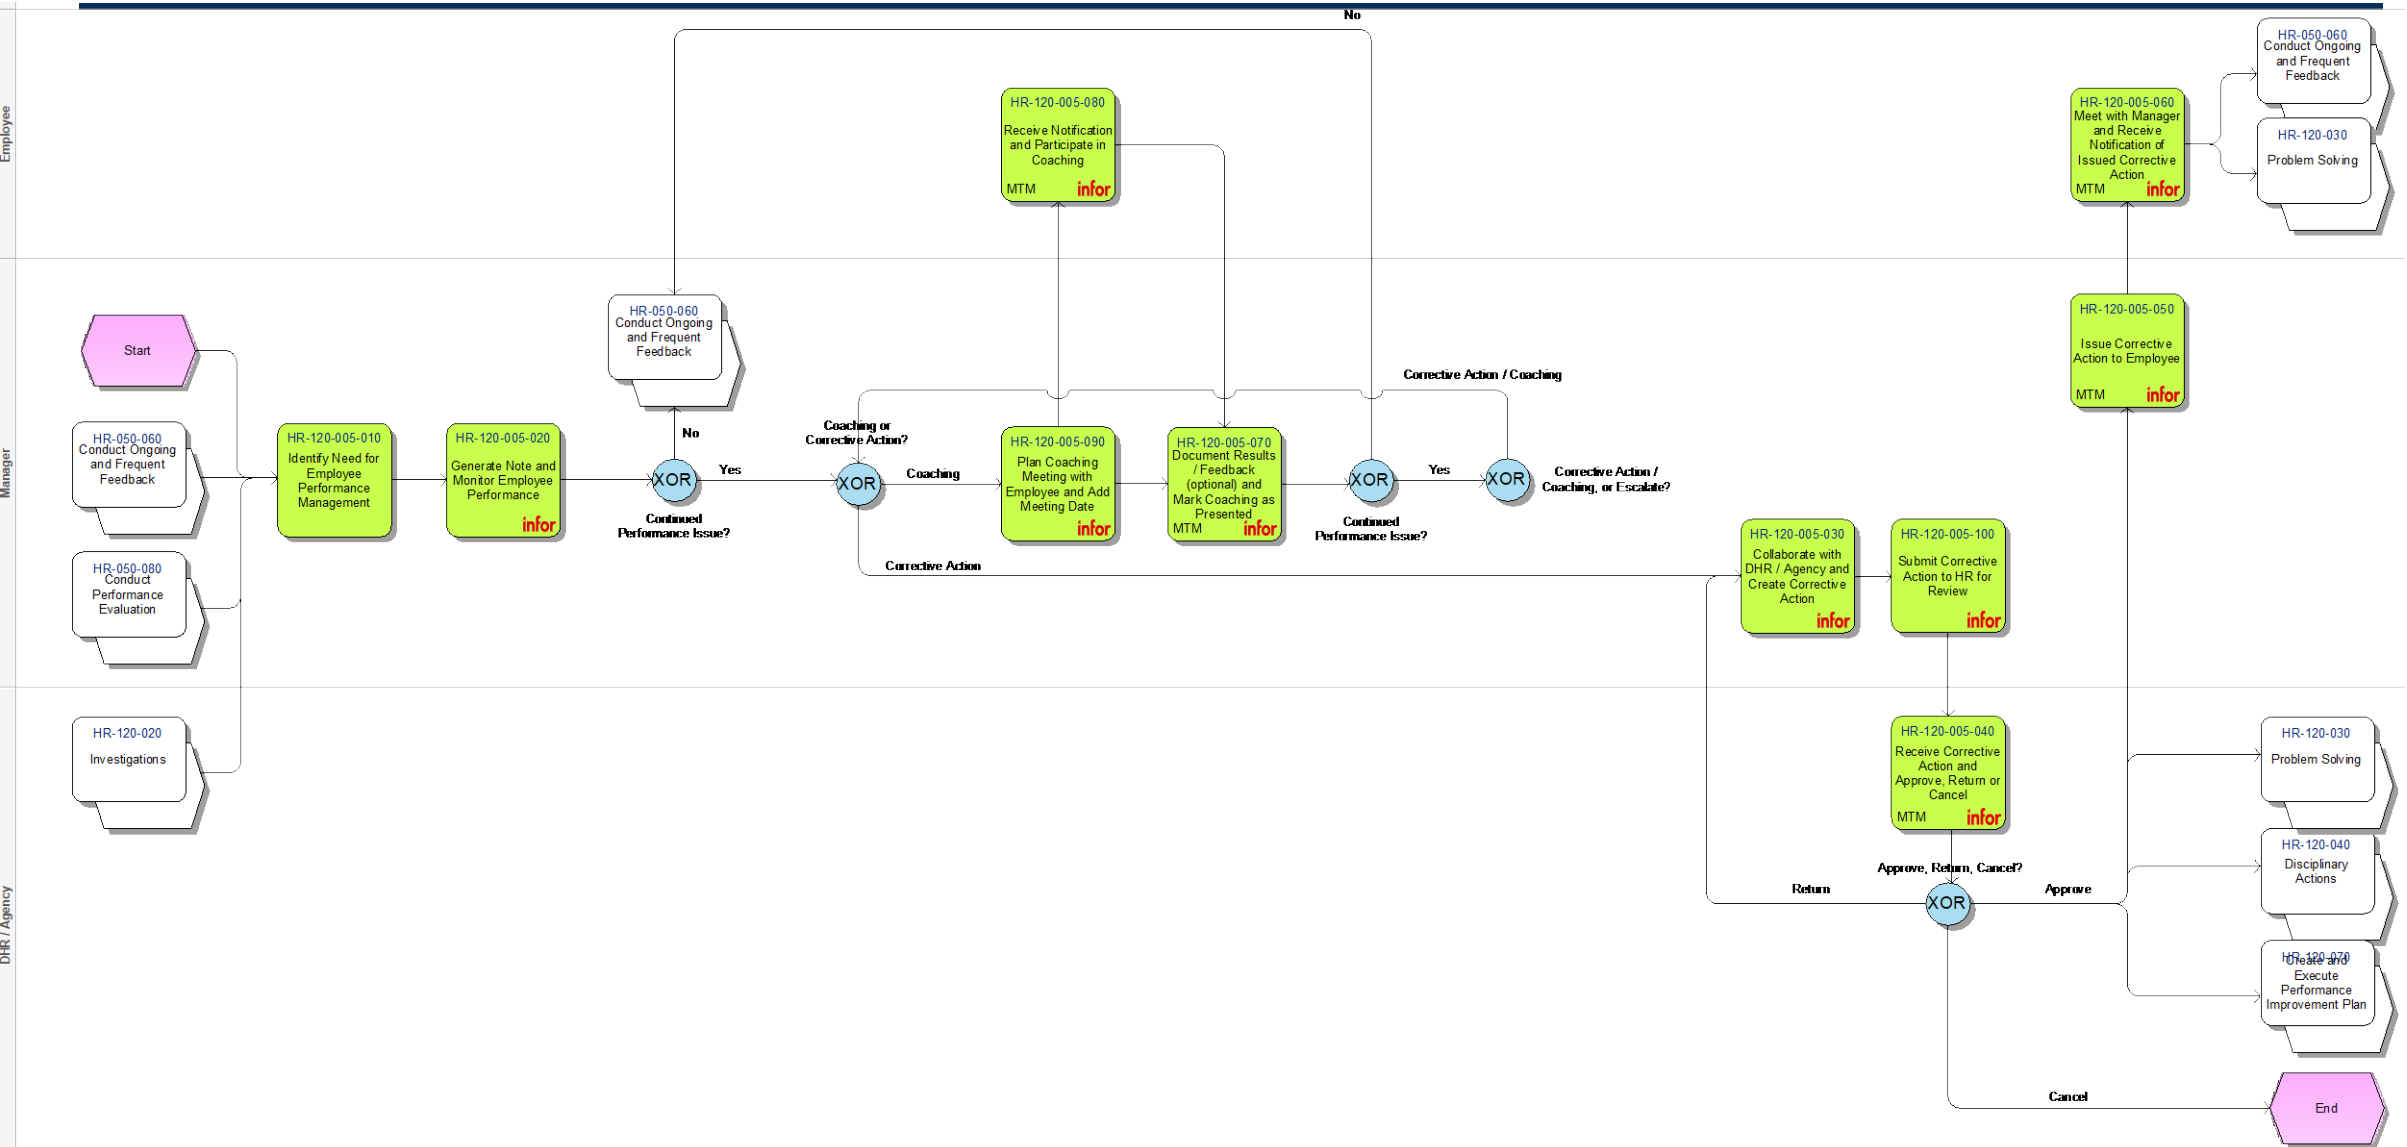 No
Employee
HR-120-005-080
Receive Notification
and Participate in
Coaching
MTM
infor
HR-120-005-060
Meet with Manager
and Receive
Notification of
Issued Corrective
Action
MTM
infor
HR-050-060
Conduct Ongoing
and Frequent
Feedback
HR-120-030
Problem Solving
Manager
Start
HR-050-060
Conduct Ongoing
and Frequent
Feedback
HR-050-080
Conduct
Performance
Evaluation
HR-120-005-010
Identify Need for
Employee
Performance
Management
HR-120-005-020
Generate Note and
Monitor Employee
Performance
infor
HR-050-060
Conduct Ongoing
and Frequent
Feedback
No
XOR
Yes
Continued
Performance Issue?
Coaching or
Corrective Action?
XOR
Coaching
Corrective Action
HR-120-005-090
Plan Coaching
Meeting with
Employee and Add
Meeting Date
infor
HR-120-005-070
Document Results
/ Feedback
(optional) and
Mark Coaching as
Presented
MTM
infor
XOR
Yes
Continued
Performance Issue?
Corrective Action / Coaching
XOR
Corrective Action /
Coaching, or Escalate?
HR-120-005-030
Collaborate with
DHR / Agency and
Create Corrective
Action
infor
HR-120-005-100
Submit Corrective
Action to HR for
Review
infor
HR-120-005-050
Issue Corrective
Action to Employee
MTM
infor
DHR / Agency
HR-120-020
Investigations
HR-120-005-040
Receive Corrective
Action and
Approve, Return or
Cancel
MTM
infor
Approve, Return, Cancel?
Return
XOR
Approve
Cancel
HR-120-030
Problem Solving
HR-120-040
Disciplinary
Actions
HR-120-070
Create and
Execute
Performance
Improvement Plan
End